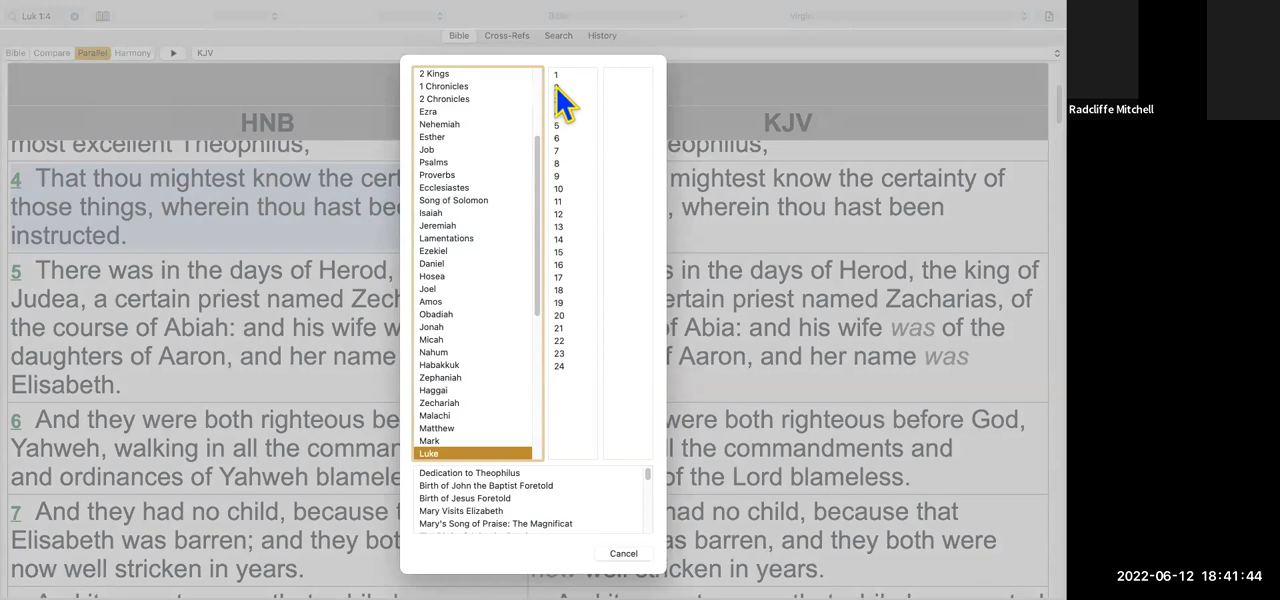 Luk 1:4
Bible
Virgin
Bible Cross-Refs Search History
Bible Compare Parallel Harmony KJV
HNB
KJV
most excellent Theophilus,
eophilus,
4 That thou mightest know the cert
those things, wherein thou hast bee
instructed.
mightest know the certainty of
, wherein thou hast been
5 There was in the days of Herod,
Judea, a certain priest named Zech
the course of Abiah: and his wife w
daughters of Aaron, and her name
Elisabeth.
s in the days of Herod, the king of
ertain priest named Zacharias, of
f Abia: and his wife was of the
f Aaron, and her name was
6 And they were both righteous be
Yahweh, walking in all the comman
and ordinances of Yahweh blamele
were both righteous before God,
ll the commandments and
of the Lord blameless.
7 And they had no child, because t
Elisabeth was barren; and they bot
now well stricken in years.
had no child, because that
as barren, and they both were
now well stricken in years.
2 Kings
1 Chronicles
2 Chronicles
Ezra
Nehemiah
Esther
Job
Psalms
Proverbs
Ecclesiastes
Song of Solomon
Isaiah
Jeremiah
Lamentations
Ezekiel
Daniel
Hosea
Joel
Amos
Obadiah
Jonah
Micah
Nahum
Habakkuk
Zephaniah
Haggai
Zechariah
Malachi
Matthew
Mark
Luke
1
5
6
7
8
9
10
11
12
13
14
15
16
17
18
19
20
21
22
23
24
Dedication to Theophilus
Birth of John the Baptist Foretold
Birth of Jesus Foretold
Mary Visits Elizabeth
Mary's Song of Praise: The Magnificat
Cancel
Radcliffe Mitchell
2022-06-12 18:41:44